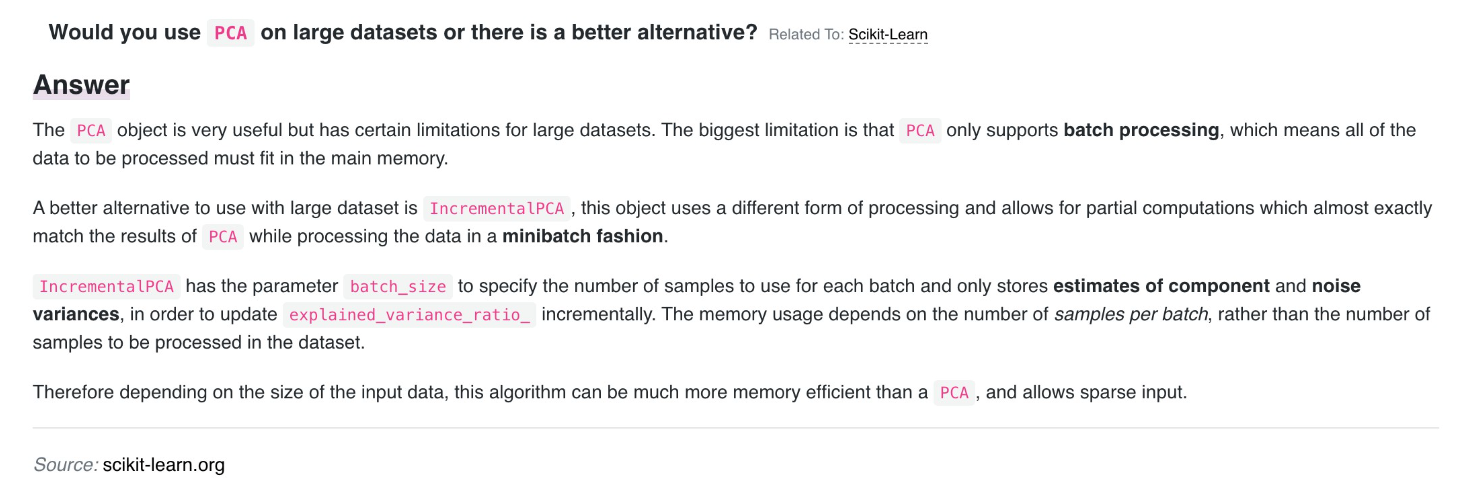 Would you use PCA on large datasets or there is a better alternative? Related To: Scikit-Learn
Answer
The PCA object is very useful but has certain limitations for large datasets. The biggest limitation is that PCA only supports batch processing, which means all of the
data to be processed must fit in the main memory.
A better alternative to use with large dataset is IncrementalPCA, this object uses a different form of processing and allows for partial computations which almost exactly
match the results of PCA while processing the data in a minibatch fashion.
IncrementalPCA has the parameter batch_size to specify the number of samples to use for each batch and only stores estimates of component and noise
variances, in order to update explained_variance_ratio_ incrementally. The memory usage depends on the number of samples per batch, rather than the number of
samples to be processed in the dataset.
Therefore depending on the size of the input data, this algorithm can be much more memory efficient than a PCA, and allows sparse input.
Source: scikit-learn.org